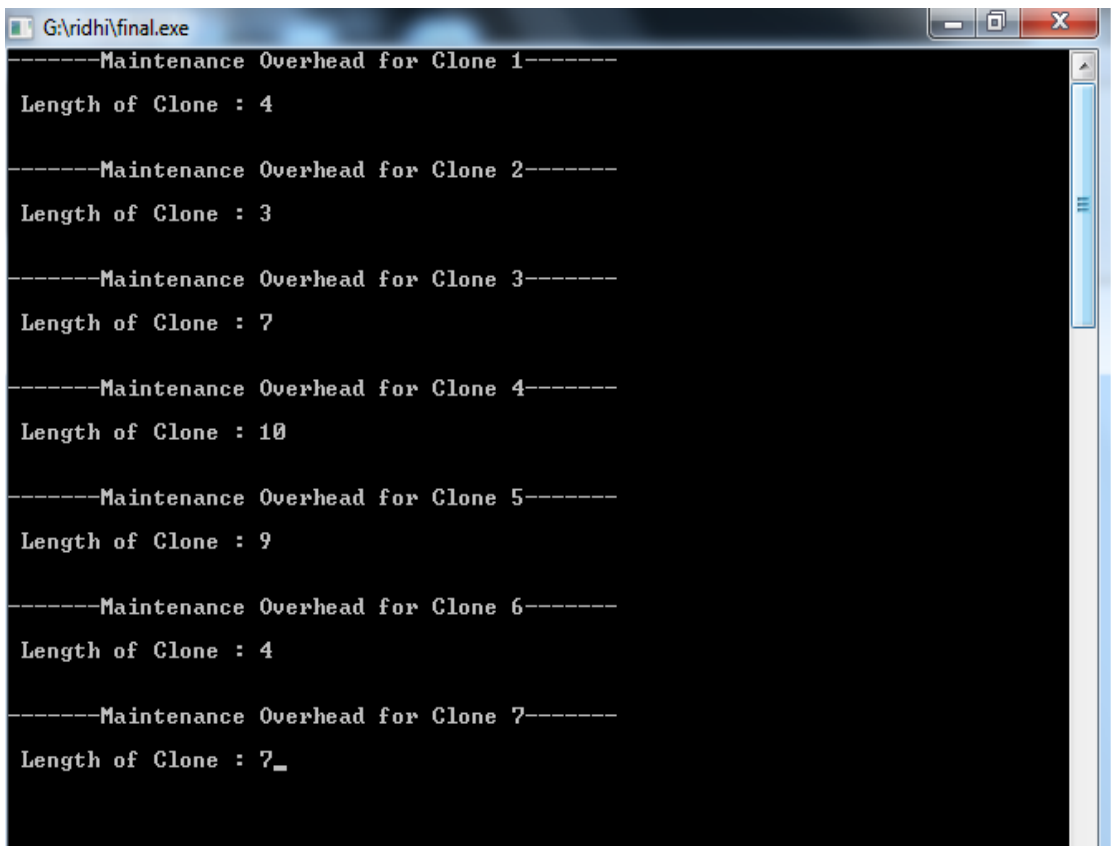 G:\ridhi\final.exe
-------Maintenance Overhead for Clone 1-------
Length of Clone : 4
-------Maintenance Overhead for Clone 2-------
Length of Clone : 3
-------Maintenance Overhead for Clone 3-------
Length of Clone : 7
-------Maintenance Overhead for Clone 4-------
Length of Clone : 10
-------Maintenance Overhead for Clone 5-------
Length of Clone : 9
-------Maintenance Overhead for Clone 6-------
Length of Clone : 4
-------Maintenance Overhead for Clone 7-------
Length of Clone : 7_